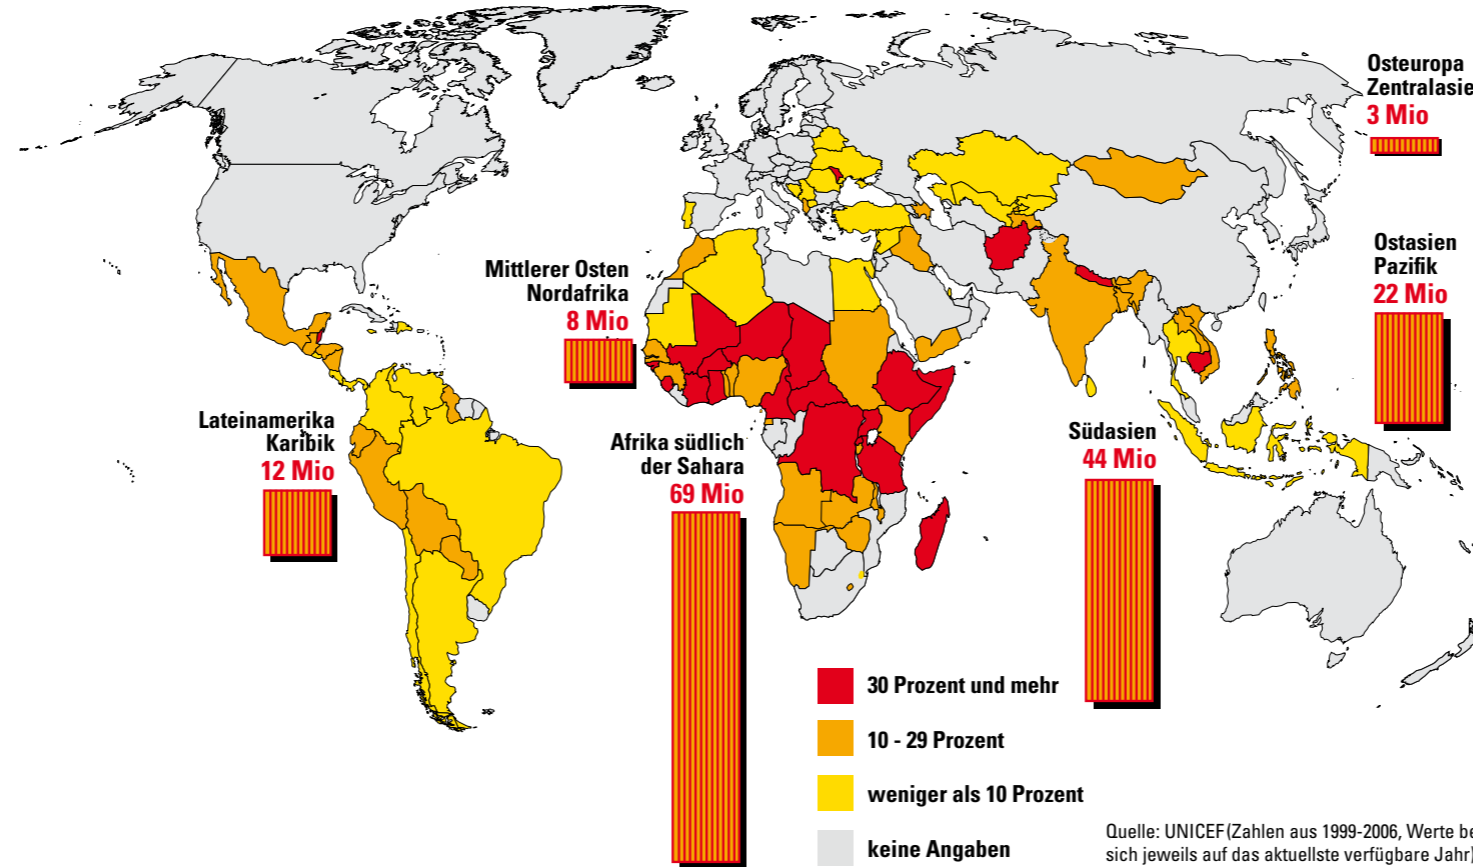 Osteuropa
Zentralasie
3 Mio
Ostasien
Pazifik
22 Mio
Mittlerer Osten
Nordafrika
8 Mio
Lateinamerika
Karibik
12 Mio
Afrika südlich
der Sahara
69 Mio
Südasien
44 Mio
30 Prozent und mehr
10 - 29 Prozent
weniger als 10 Prozent
keine Angaben
Quelle: UNICEF (Zahlen aus 1999-2006, Werte be
sich jeweils auf das aktuellste verfügbare Jahr)